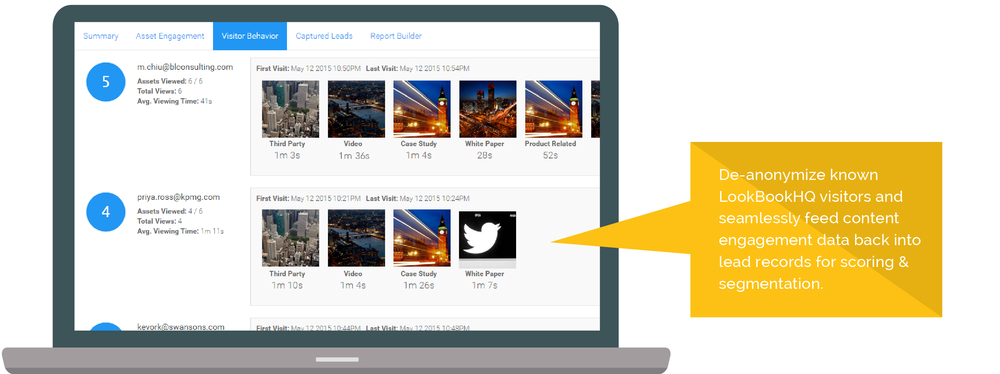 Summary Asset Engagement Visitor Behavior Captured Leads Report Builder
5
m.chiu@blconsulting.com
Assets Viewed: 6 / 6
Total Views: 6
Avg. Viewing Time: 41s
First Visit: May 12 2015 10:50PM Last Visit: May 12 2015 10:54PM
Third Party Video Case Study White Paper Product Related
1m 3s 1m 36s 1m 4s 28s 52s
4
priya.ross@kpmg.com
Assets Viewed: 4 / 6
Total Views: 4
Avg. Viewing Time: 1m 11s
First Visit: May 12 2015 10:21PM Last Visit: May 12 2015 10:24PM
Third Party Video Case Study White Paper
1m 10s 1m 4s 1m 26s 1m 7s
kevork@swansons.com
First Visit: May 12 2015 10:44PM Last Visit: May 12 2015 10:48PM
De-anonymize known
LookBookHQ visitors and
seamlessly feed content
engagement data back into
lead records for scoring &
segmentation.